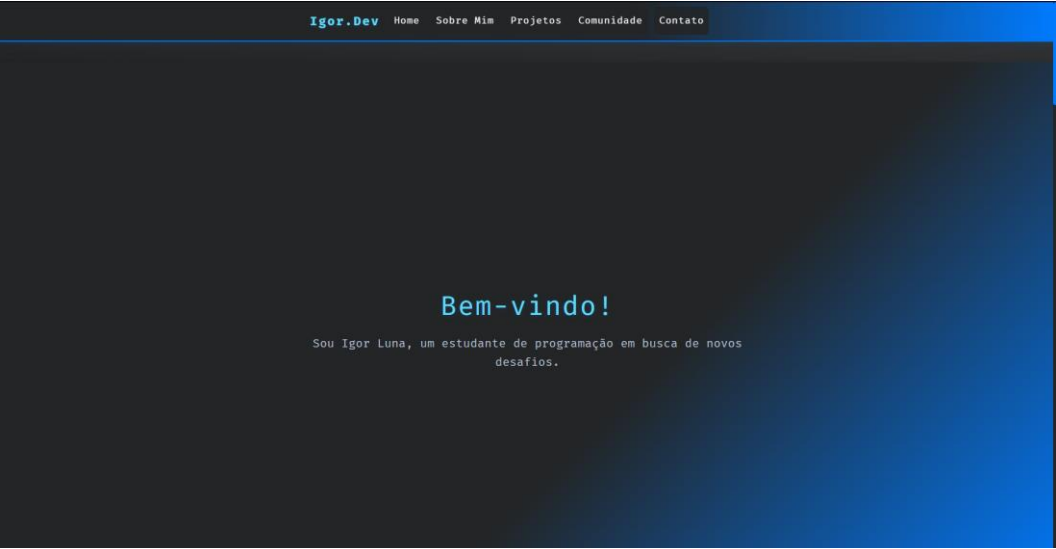 Igor.Dev Home Sobre Mim Projetos Comunidade Contato
Bem-vindo!
Sou Igor Luna, um estudante de programação em busca de novos
desafios.